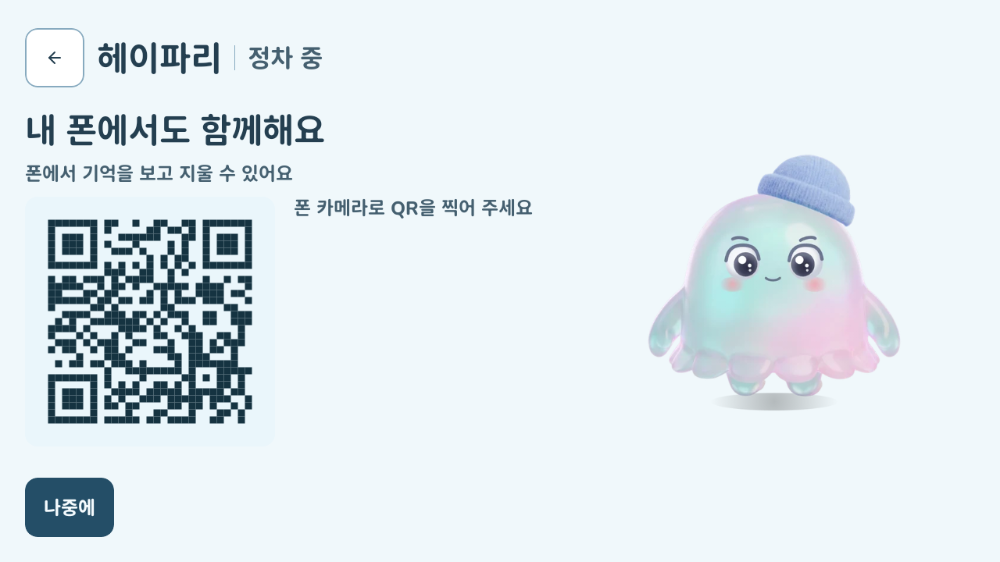 헤이파리
정차 중
내 폰에서도 함께해요
폰에서 기억을 보고 지울 수 있어요
폰 카메라로 QR을 찍어 주세요
나중에